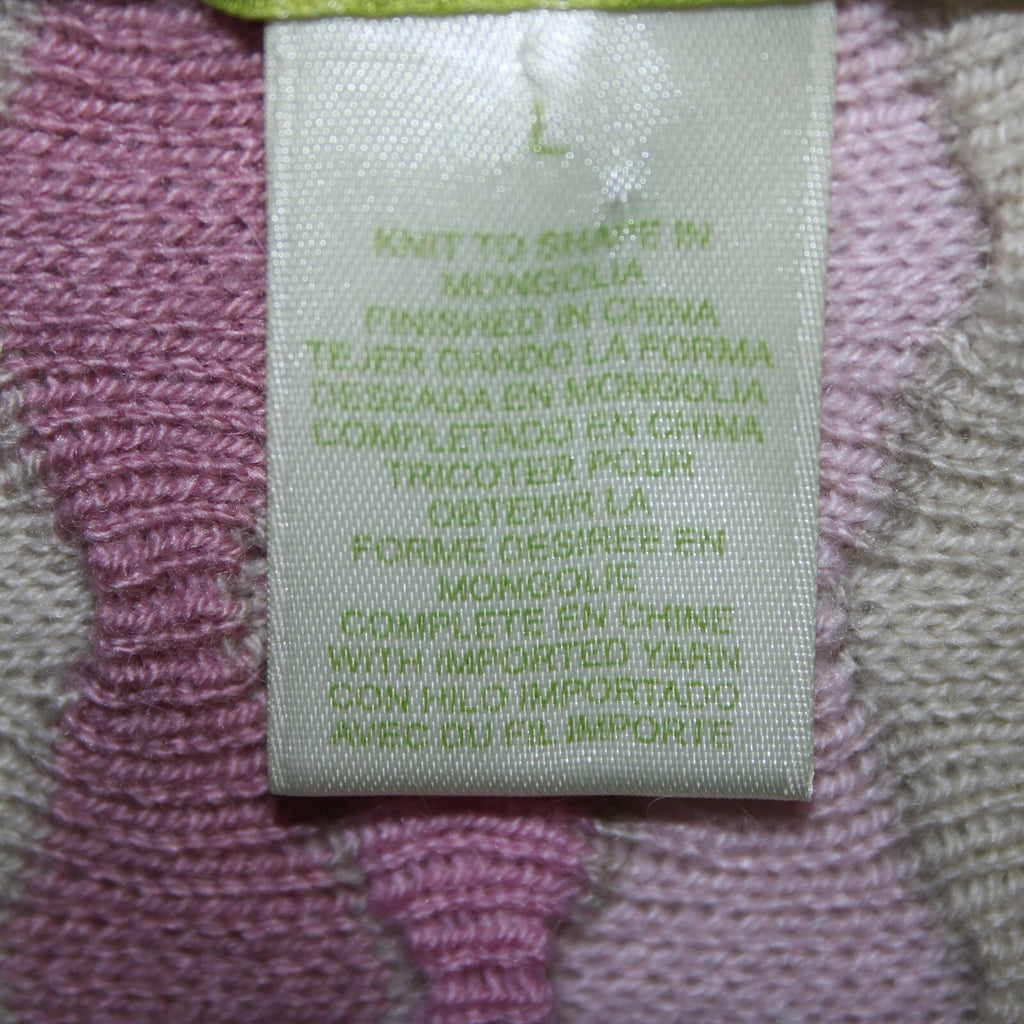 L
KNIT TO SHAPE IN
MONGOLIA
FINISHED IN CHINA
TEJER DANDO LA FORMA
DESEADA EN MONGOLIA
COMPLETADO EN CHINA
TRICOTER POUR
OBTENIR LA
FORME DESIREE EN
MONGOLIE
COMPLETE EN CHINE
WITH IMPORTED YARN
CON HILO IMPORTADO
AVEC DU FIL IMPORTE